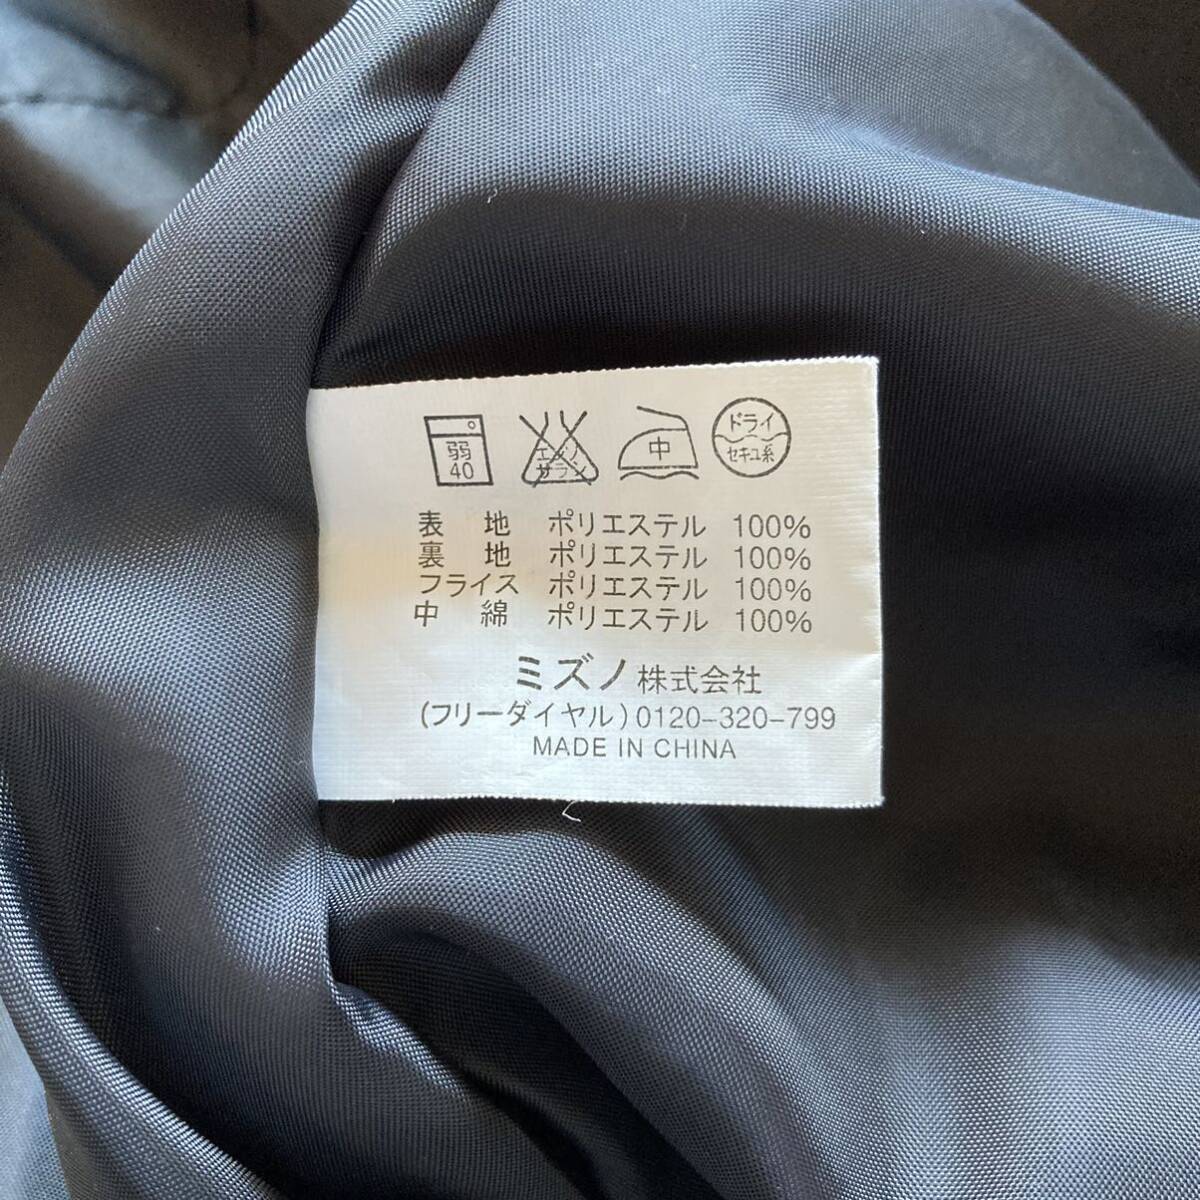 弱 40
エンソ サラシ
中
ドライ セキユ系
表 地 ポリエステル 100%
裏 地 ポリエステル 100%
フライス ポリエステル 100%
中 綿 ポリエステル 100%
ミズノ 株式会社
(フリーダイヤル) 0120-320-799
MADE IN CHINA